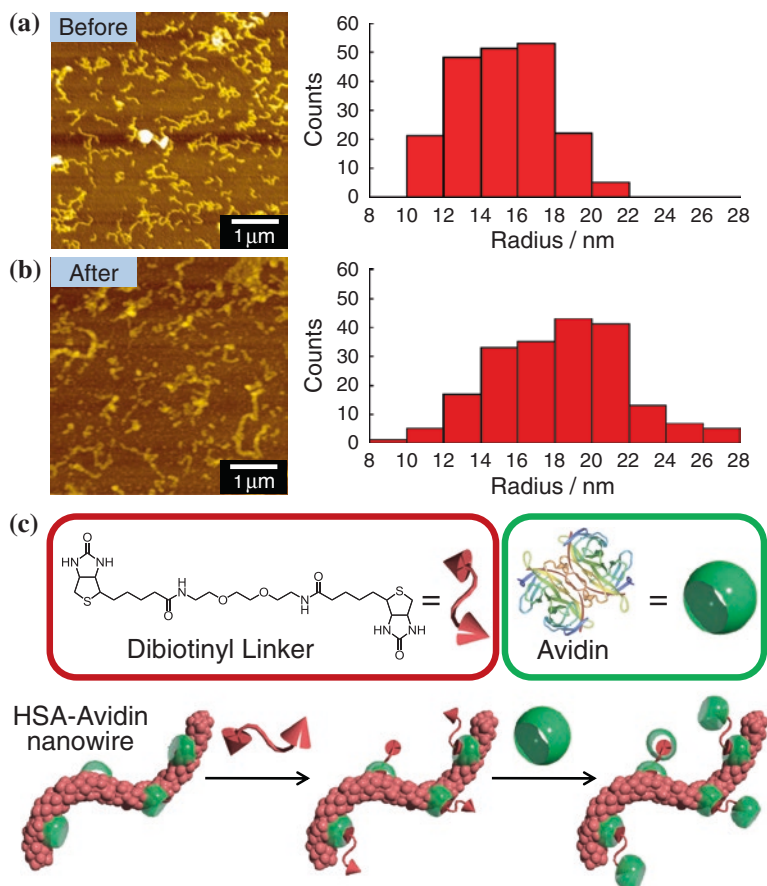 (a) Before
1 μm
Counts
60
50
40
30
20
10
0
8 10 12 14 16 18 20 22 24 26 28
Radius / nm
(b) After
1 μm
Counts
60
50
40
30
20
10
0
8 10 12 14 16 18 20 22 24 26 28
Radius / nm
(c)
O
HN NH
S
O
H
N
O
O
N
H
O
S
HN NH
O
=
Dibiotinyl Linker
=
Avidin
HSA-Avidin
nanowire